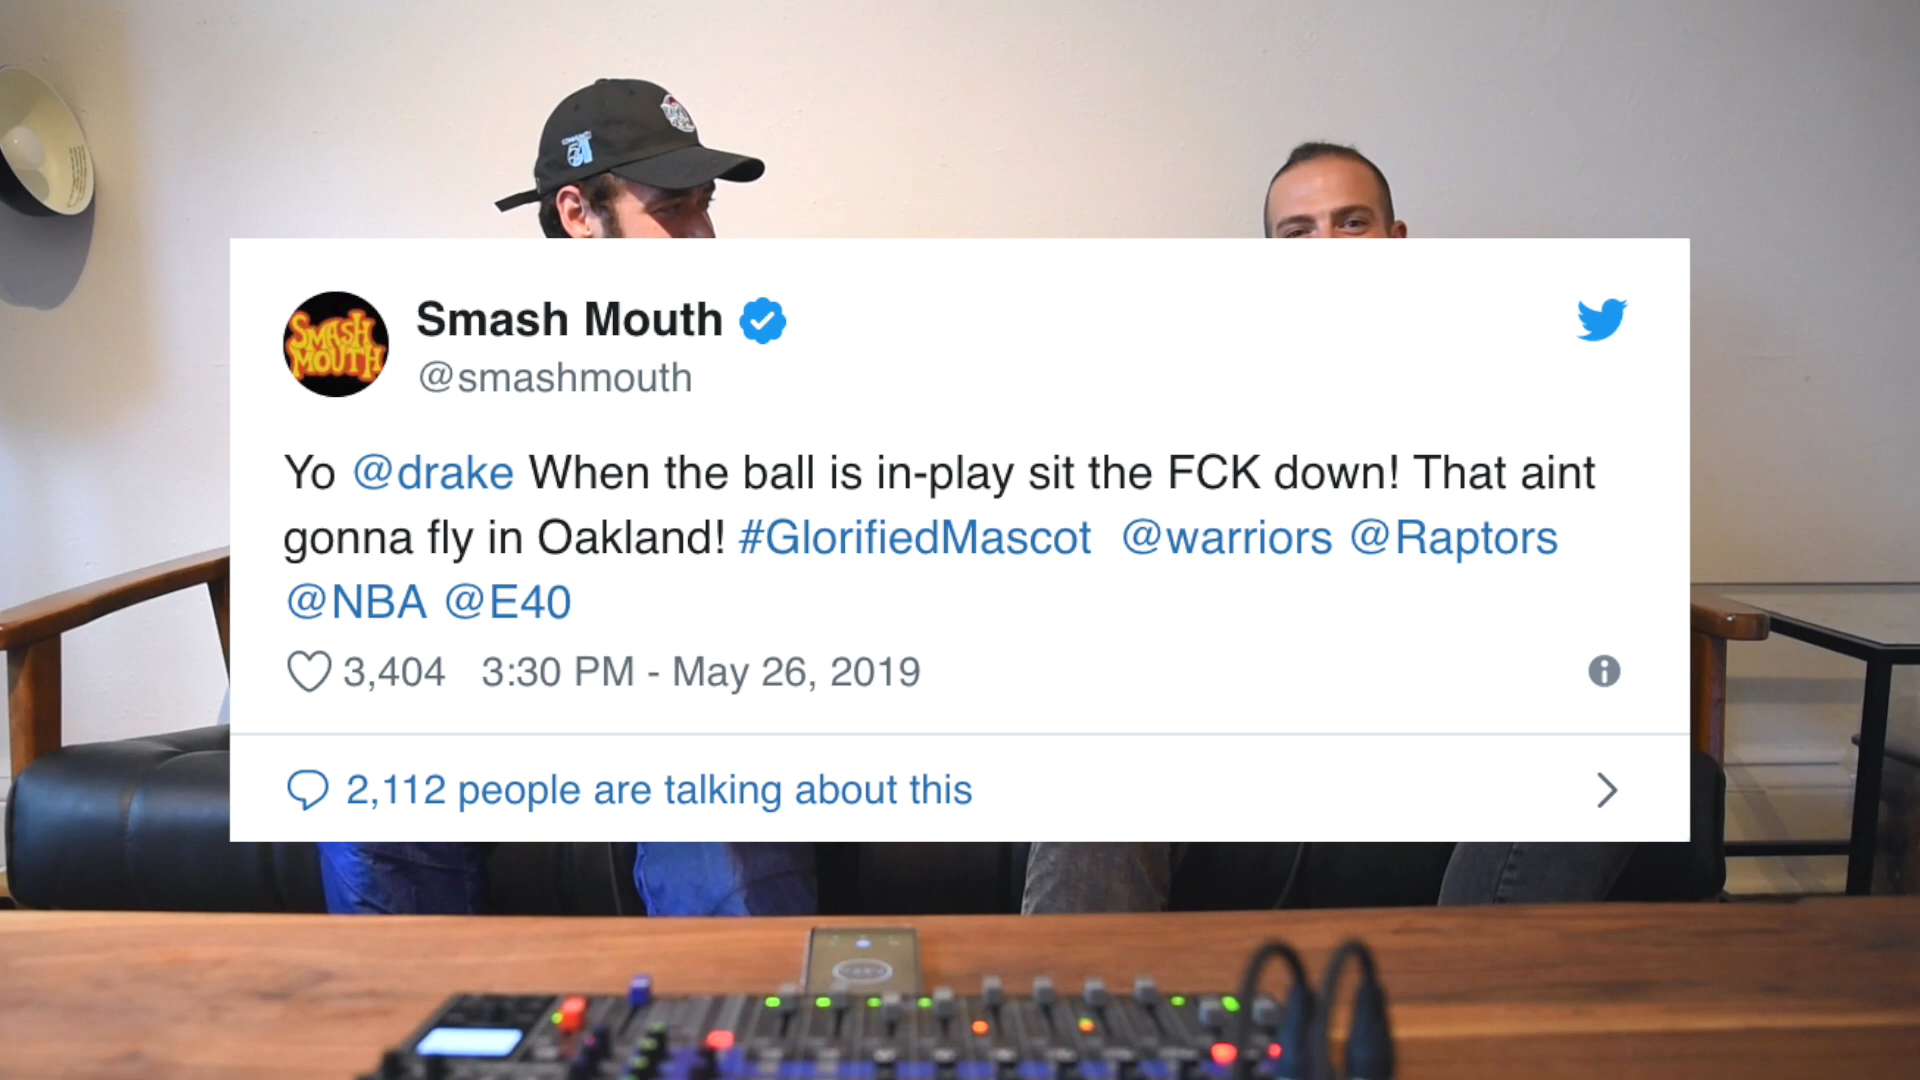 SMASH
MOUTH
Smash Mouth
@smashmouth
Yo @drake When the ball is in-play sit the FCK down! That aint
gonna fly in Oakland! #GlorifiedMascot @warriors @Raptors
@NBA @E40
3,404 3:30 PM - May 26, 2019
2,112 people are talking about this